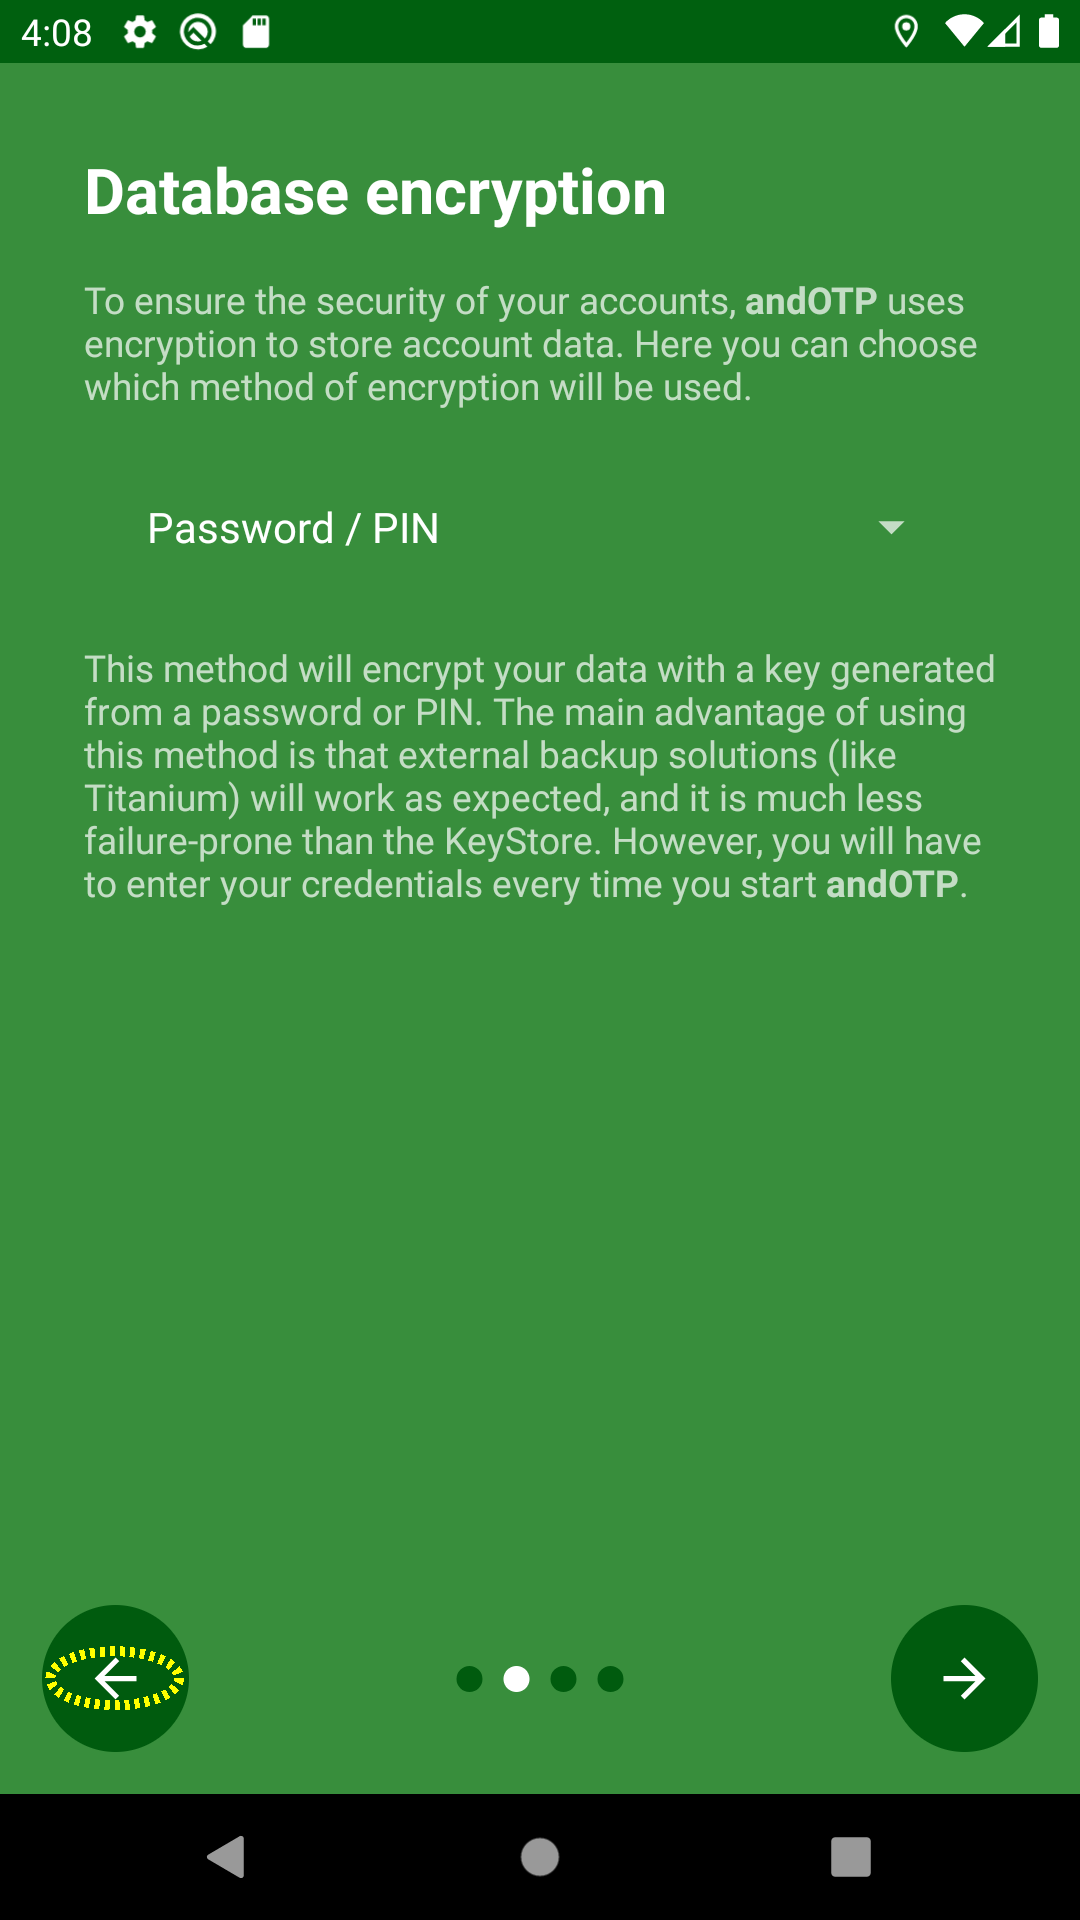 4:08
Database encryption
To ensure the security of your accounts, andOTP uses
encryption to store account data. Here you can choose
which method of encryption will be used.
Password / PIN
This method will encrypt your data with a key generated
from a password or PIN. The main advantage of using
this method is that external backup solutions (like
Titanium) will work as expected, and it is much less
failure-prone than the KeyStore. However, you will have
to enter your credentials every time you start andOTP.